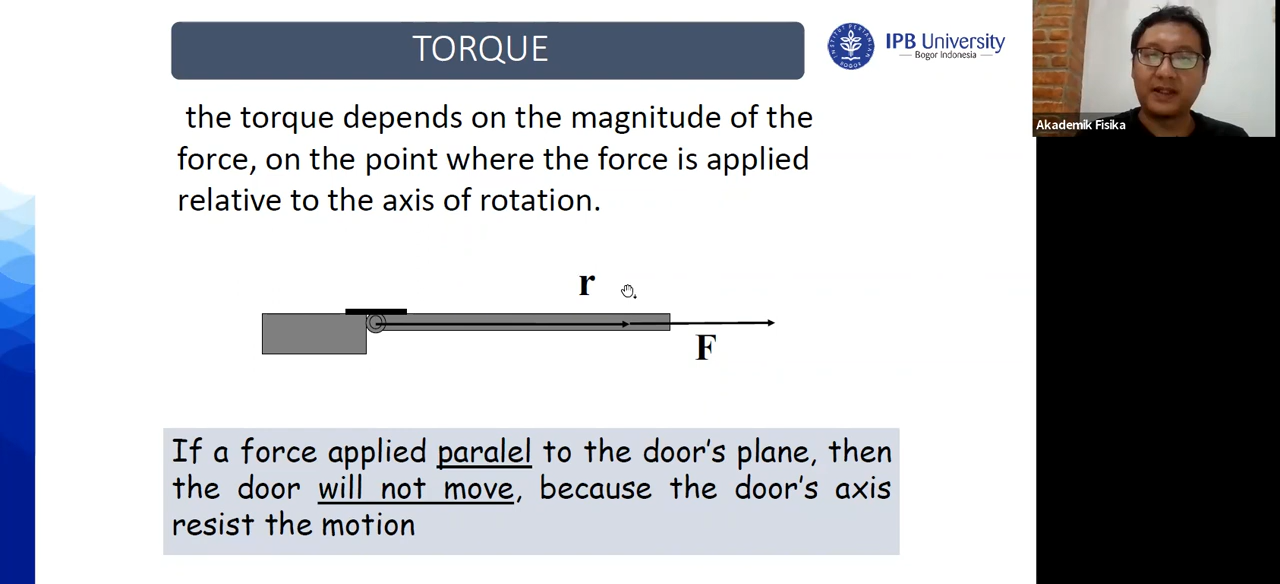 TORQUE
IPB University
Bogor Indonesia
Akademik Fisika
the torque depends on the magnitude of the
force, on the point where the force is applied
relative to the axis of rotation.
r
F
If a force applied paralel to the door's plane, then
the door will not move, because the door's axis
resist the motion